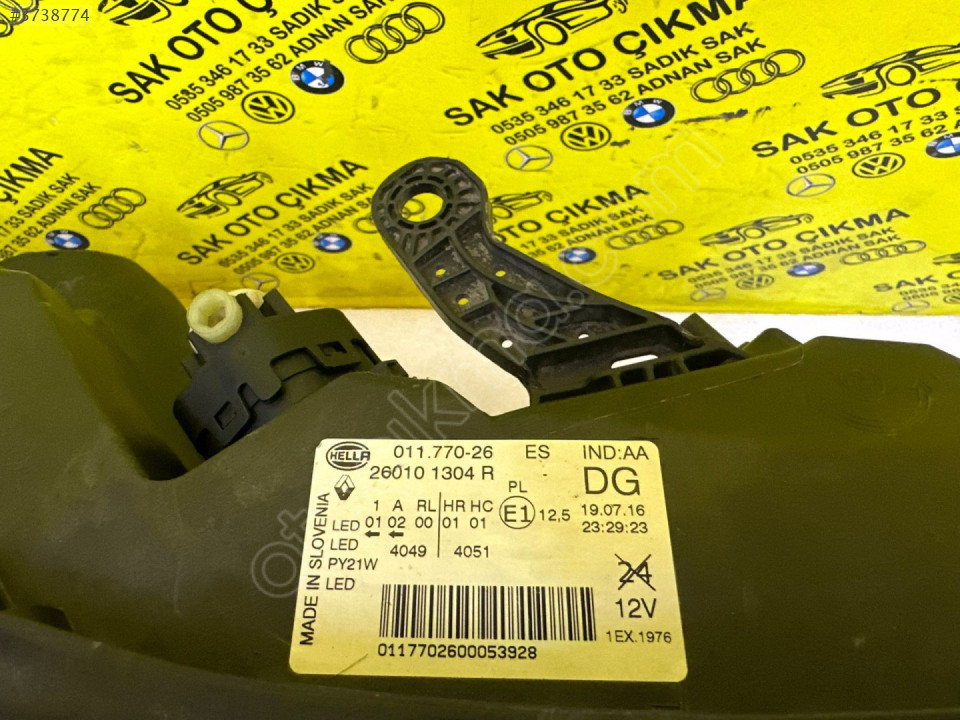 #5738774
SAK OTO ÇIKMA
0535 346 17 33 SADIK SAK
0505 987 35 62 ADNAN SAK
SAK OTO ÇIKMA
0535 346 17 33 SADIK SAK
0505 987 35 62 ADNAN SAK
SAK OTO ÇIKMA
0535 346 17 33 SADIK SAK
0505 987 35 62 ADNAN SAK
SAK OTO ÇIKMA
0535 346 17 33 SADIK SAK
0505 987 35 62 ADNAN SAK
HELLA
011.770-26 ES IND:AA
26010 1304 R DG
PL
1 A RL HR HC E1 12,5 19.07.16
LED 01 02 00 01 01 23:29:23
LED 4049 4051
PY21W
LED
24
12V
1EX.1976
0117702600053928
MADE IN SLOVENIA